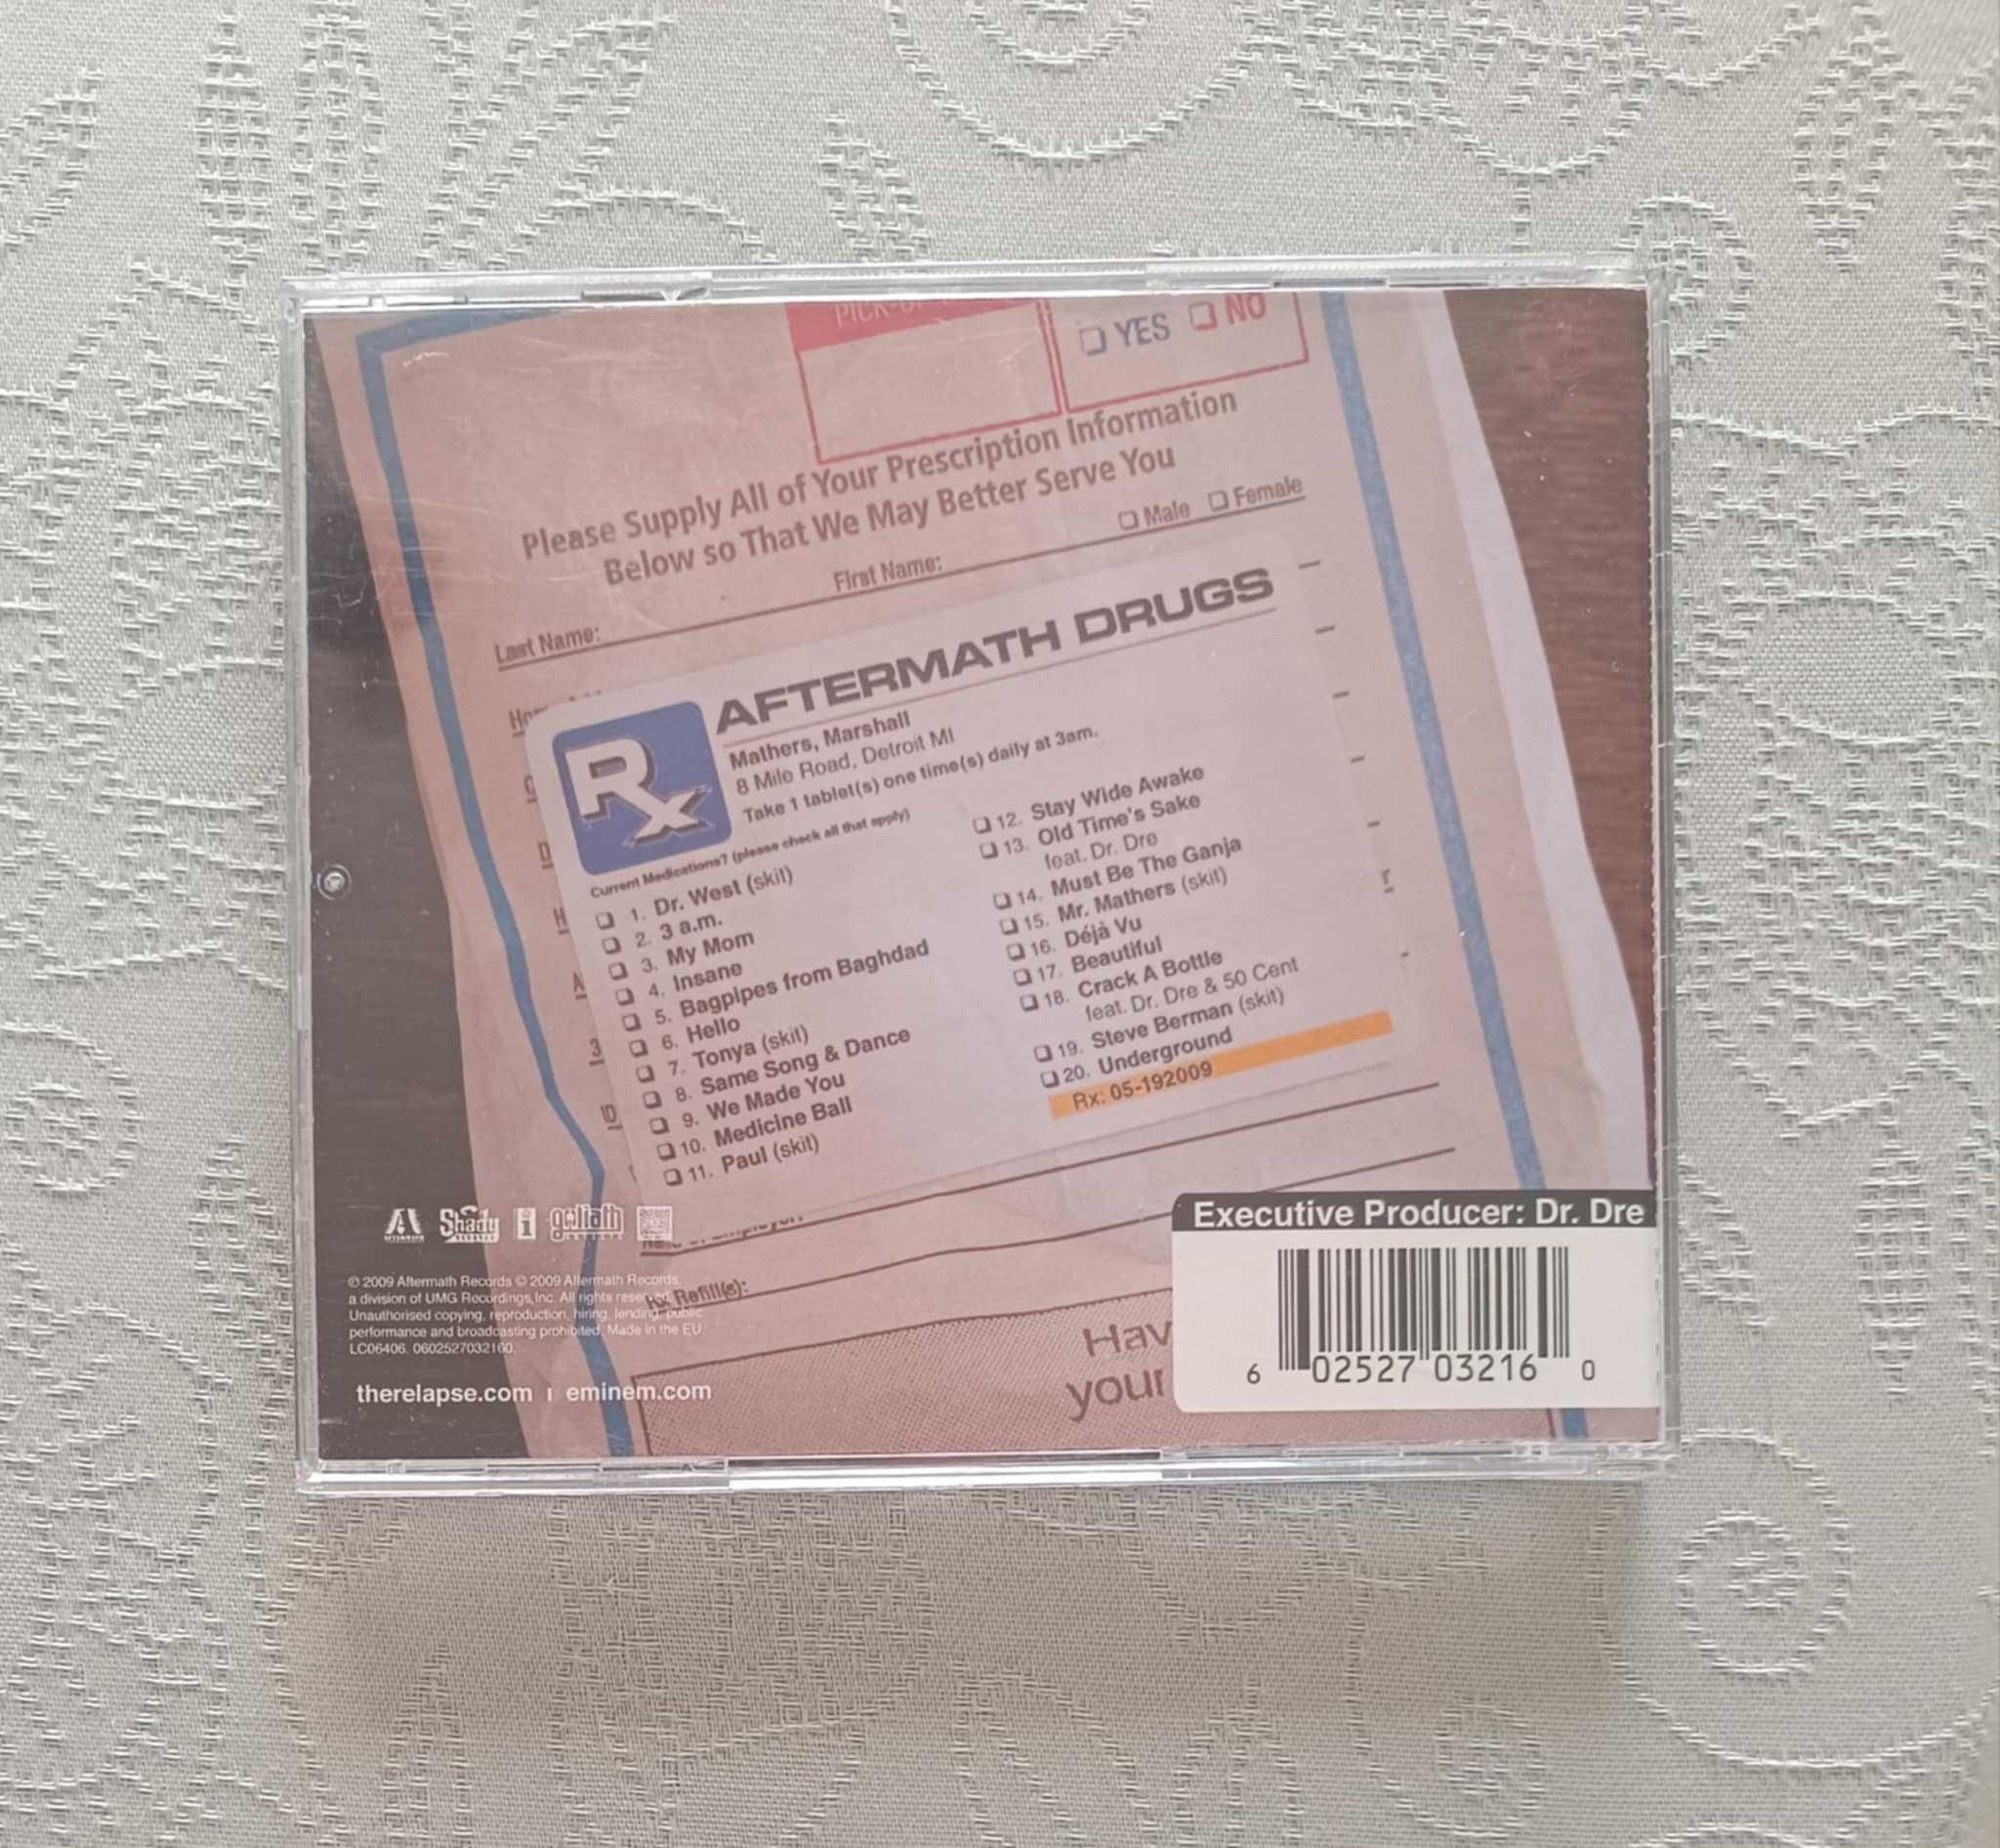 PICK-
❏ YES ❏ NO
Please Supply All of Your Prescription Information
Below so That We May Better Serve You
❏ Male ❏ Female
Last Name: First Name:
AFTERMATH DRUGS
Rx
Mathers, Marshall
8 Mile Road, Detroit MI
Take 1 tablet(s) one time(s) daily at 3am.
Current Medications? (please check all that apply)
❏ 1. Dr. West (skit)
❏ 2. 3 a.m.
❏ 3. My Mom
❏ 4. Insane
❏ 5. Bagpipes from Baghdad
❏ 6. Hello
❏ 7. Tonya (skit)
❏ 8. Same Song & Dance
❏ 9. We Made You
❏ 10. Medicine Ball
❏ 11. Paul (skit)
❏ 12. Stay Wide Awake
❏ 13. Old Time's Sake
feat. Dr. Dre
❏ 14. Must Be The Ganja
❏ 15. Mr. Mathers (skit)
❏ 16. Déjà Vu
❏ 17. Beautiful
❏ 18. Crack A Bottle
feat. Dr. Dre & 50 Cent
❏ 19. Steve Berman (skit)
❏ 20. Underground
Rx: 05-192009
ID
Refill(s):
Hav
your
AFTERMATH Shady RECORDS i goliath
℗ 2009 Aftermath Records © 2009 Aftermath Records,
a division of UMG Recordings, Inc. All rights reserved.
Unauthorised copying, reproduction, hiring, lending, public
performance and broadcasting prohibited. Made in the EU.
LC06406. 0602527032160.
therelapse.com | eminem.com
Executive Producer: Dr. Dre
6 02527 03216 0